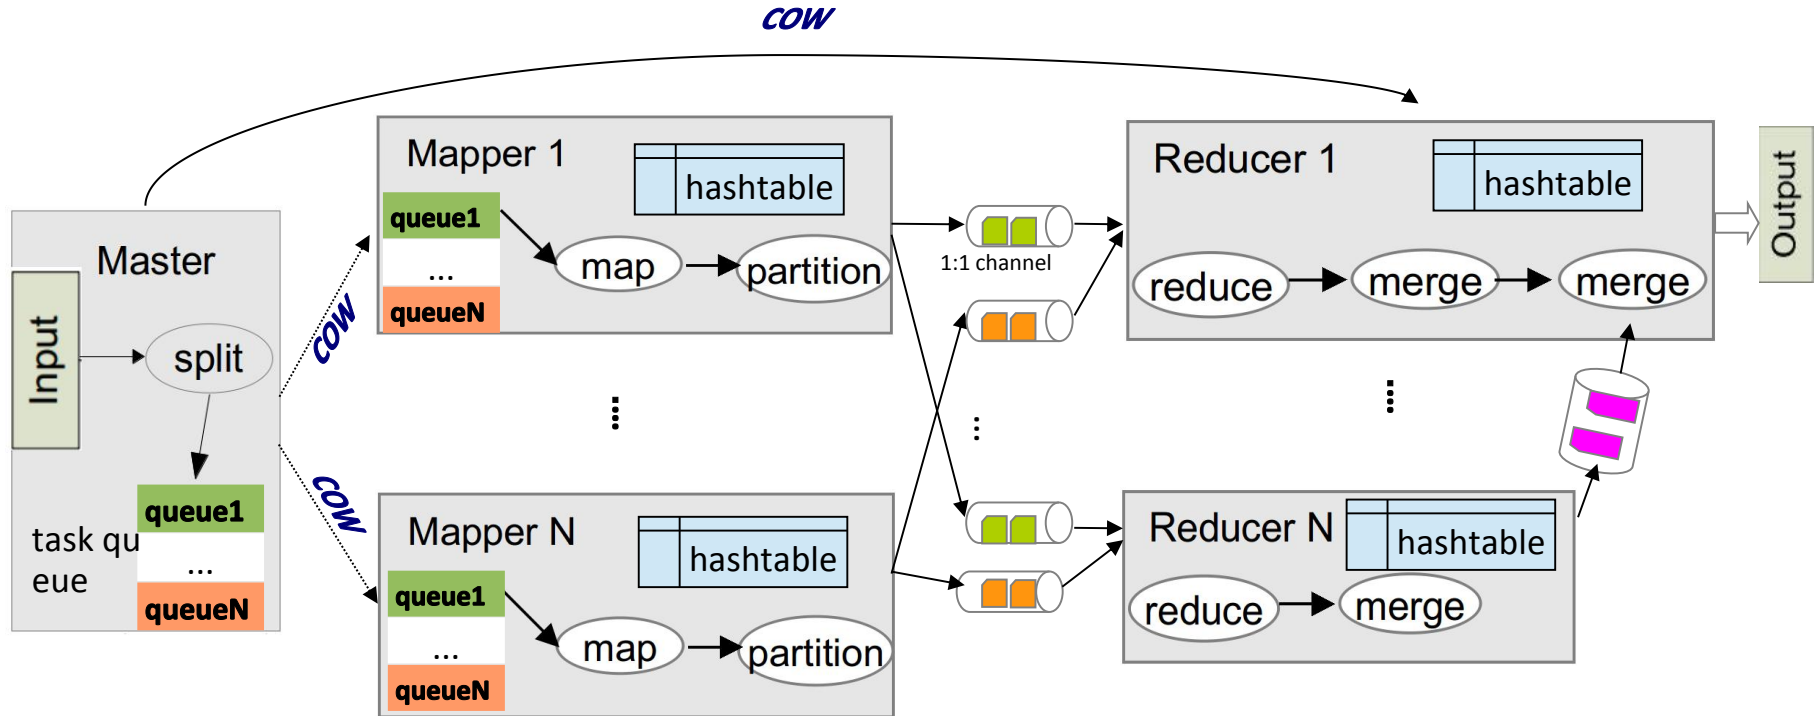 cow
Master
Input
split
task qu
eue
queue1
...
queueN
cow
cow
Mapper 1
hashtable
queue1
...
queueN
map
partition
Mapper N
hashtable
queue1
...
queueN
map
partition
1:1 channel
...
Reducer 1
hashtable
reduce
merge
merge
Reducer N
hashtable
reduce
merge
Output